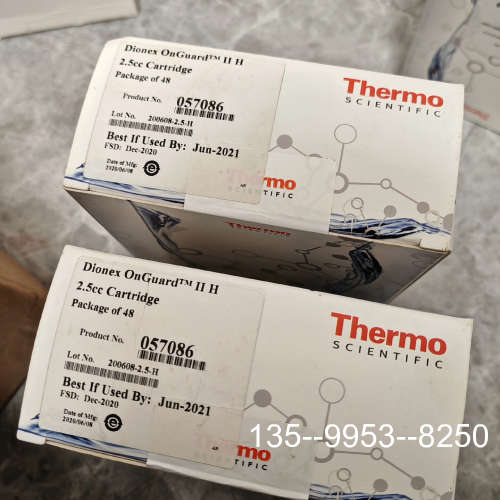 Dionex OnGuard™ II H
2.5cc Cartridge
Package of 48
Product No. 057086
Lot No. 200608-2.5-H
Best If Used By: Jun-2021
FSD: Dec-2020
Date of Mfg:
2020/06/08
Thermo
SCIENTIFIC
Thermo
SCIENTIFIC
Dionex OnGuard™ II H
2.5cc Cartridge
Package of 48
Product No. 057086
Lot No. 200608-2.5-H
Best If Used By: Jun-2021
FSD: Dec-2020
Date of Mfg:
2020/06/08
Thermo
SCIENTIFIC
135--9953--8250
Thermo
SCIENTIFIC